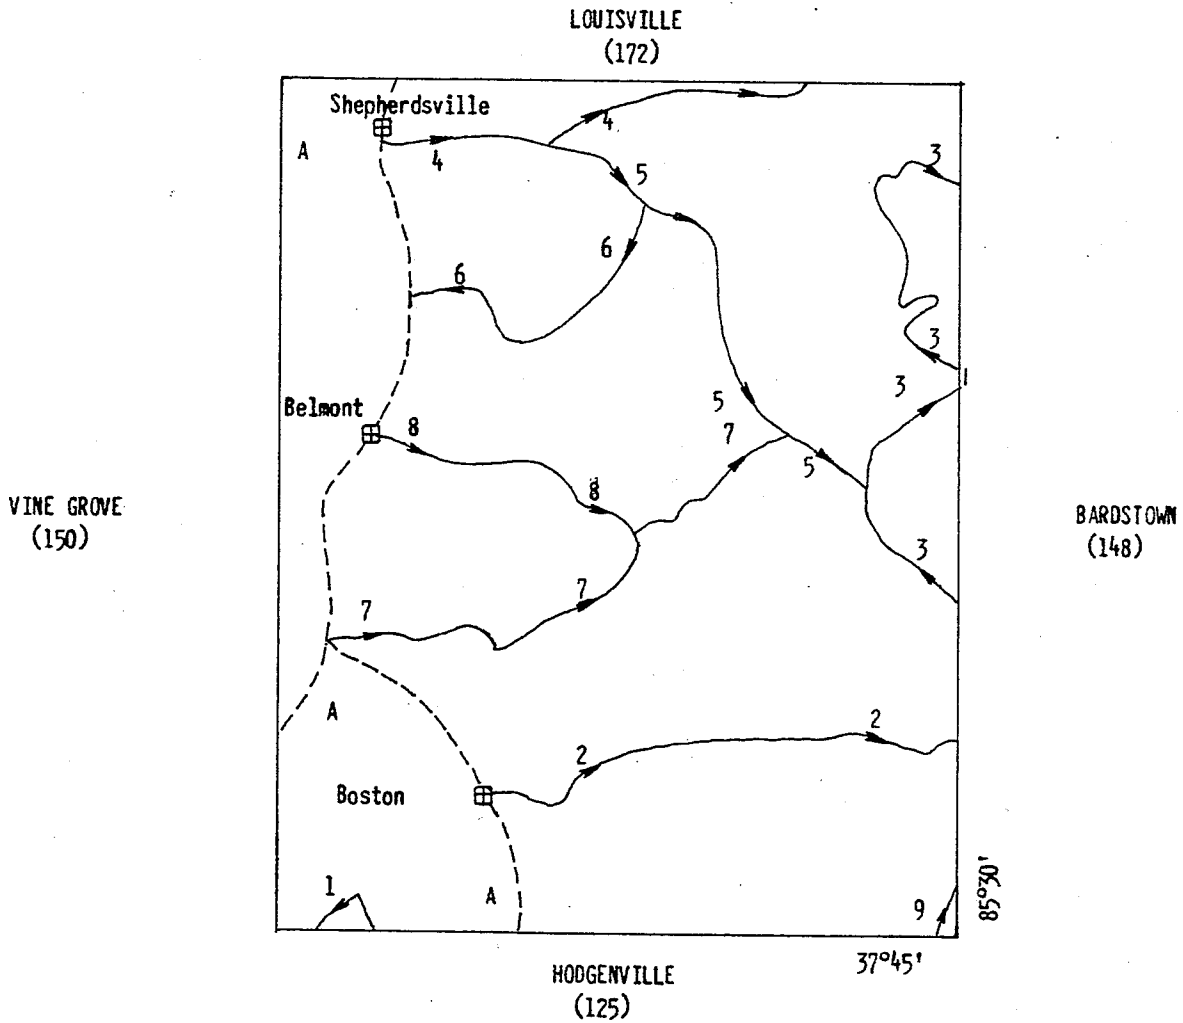 LOUISVILLE
(172)
Shepherdsville
A
4
4
3
5
6
6
3
3
5
Belmont
8
7
5
8
VINE GROVE
(150)
BARDSTOWN
(148)
3
7
7
A
2
2
Boston
1
A
9
85°30'
37°45'
HODGENVILLE
(125)